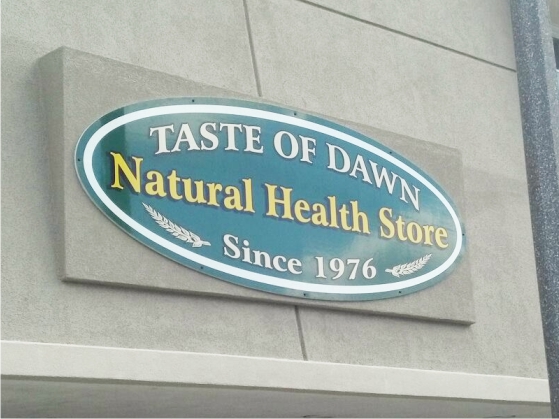 TASTE OF DAWN
Natural Health Store
Since 1976